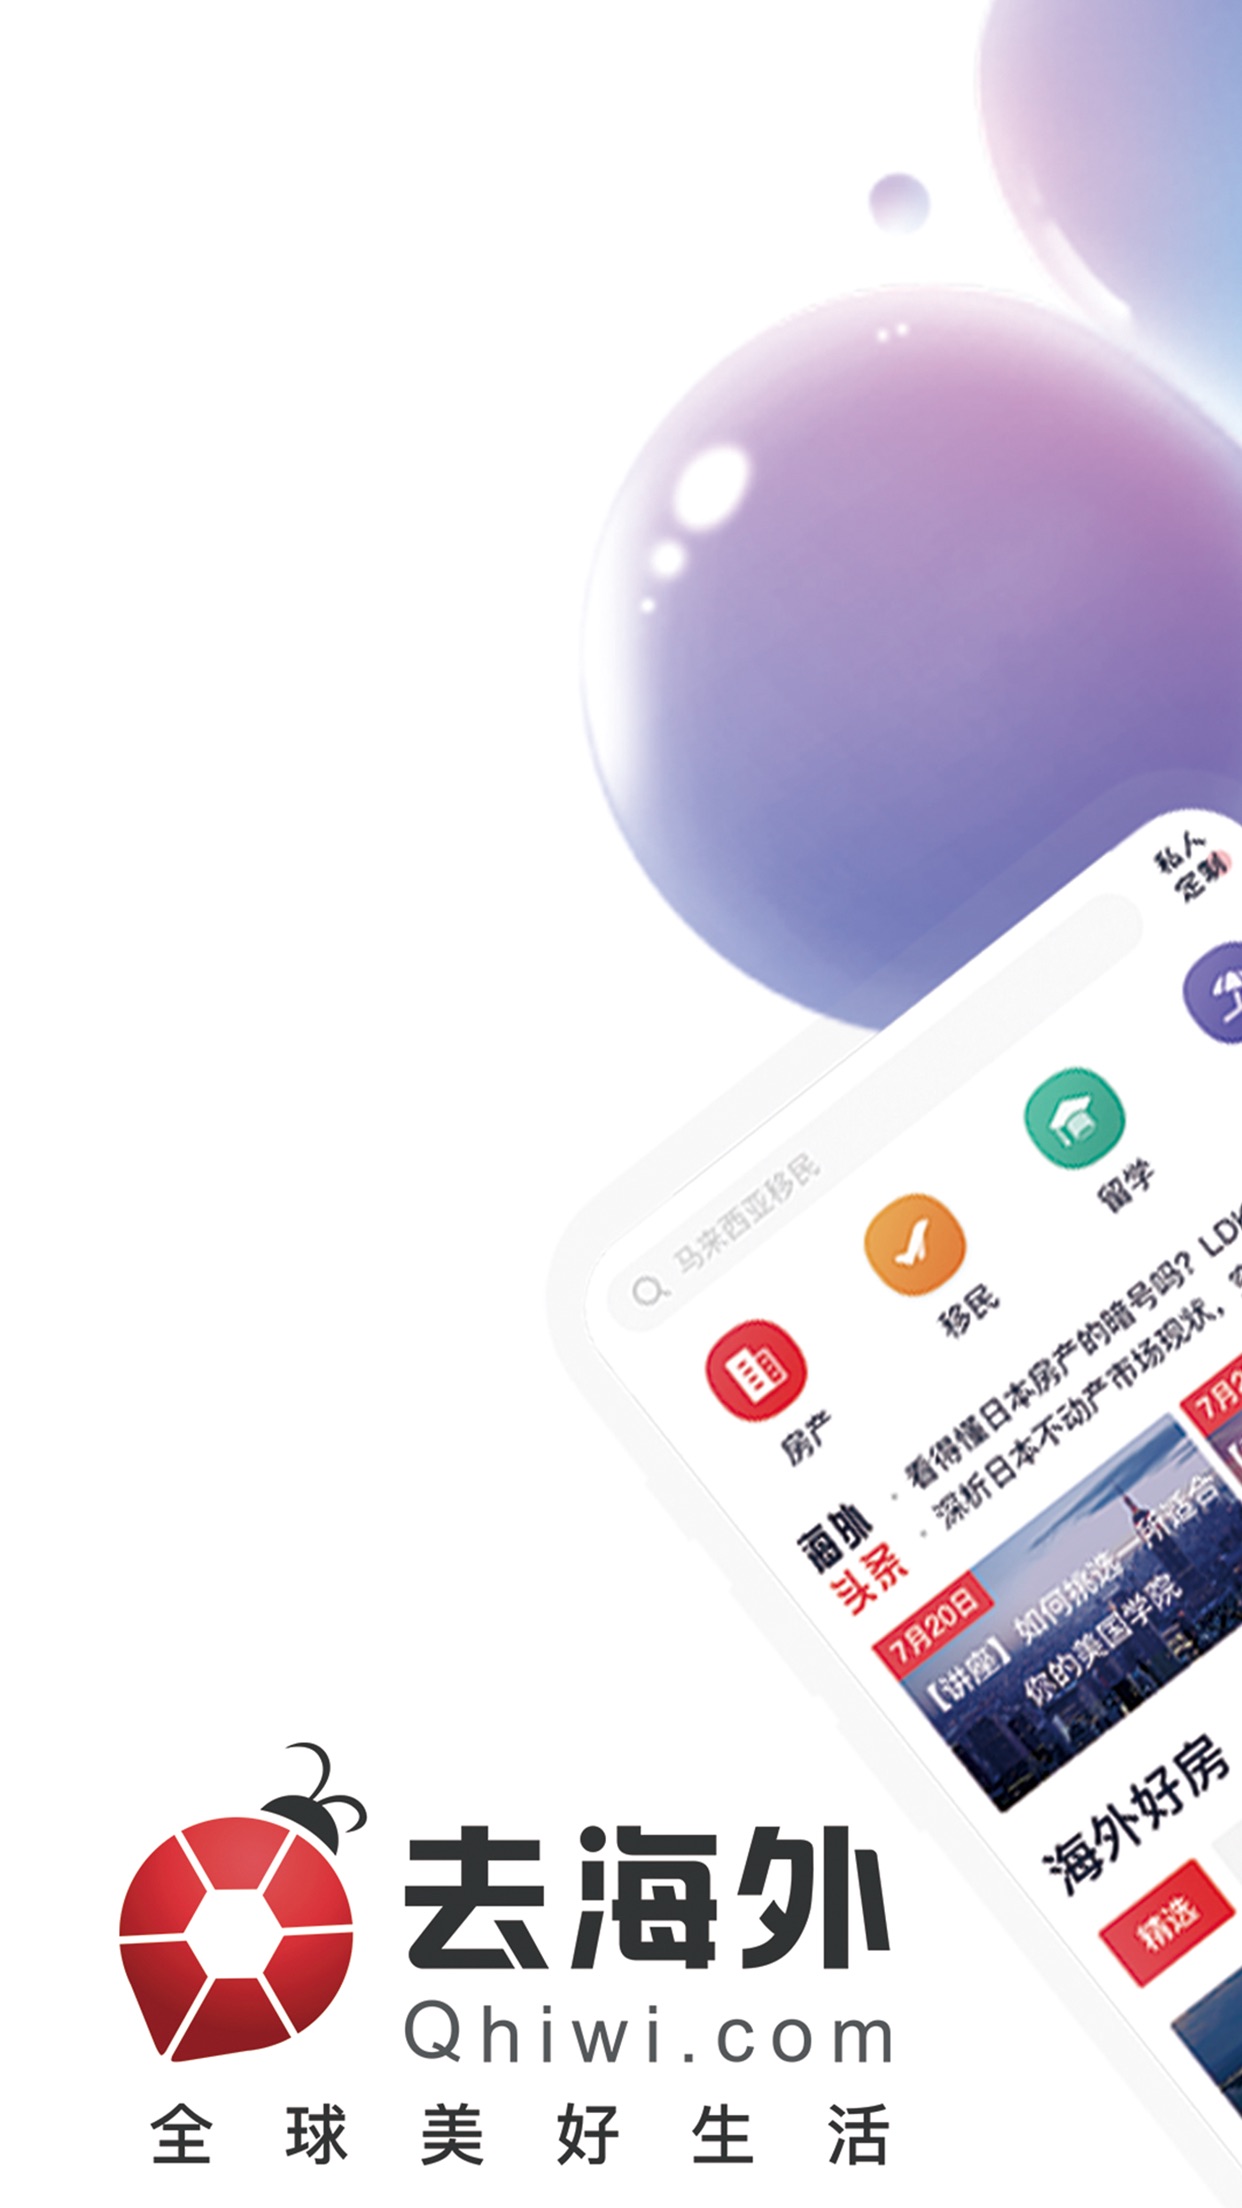 私人
定制
马来西亚移民
留学
移民
房产
海外
头条
· 看得懂日本房产的暗号吗？LDK
· 深析日本不动产市场现状，
7月20日
【讲座】如何挑选一所适合
你的美国学院
7月2
海外好房
精选
去海外
Qhiwi.com
全球美好生活